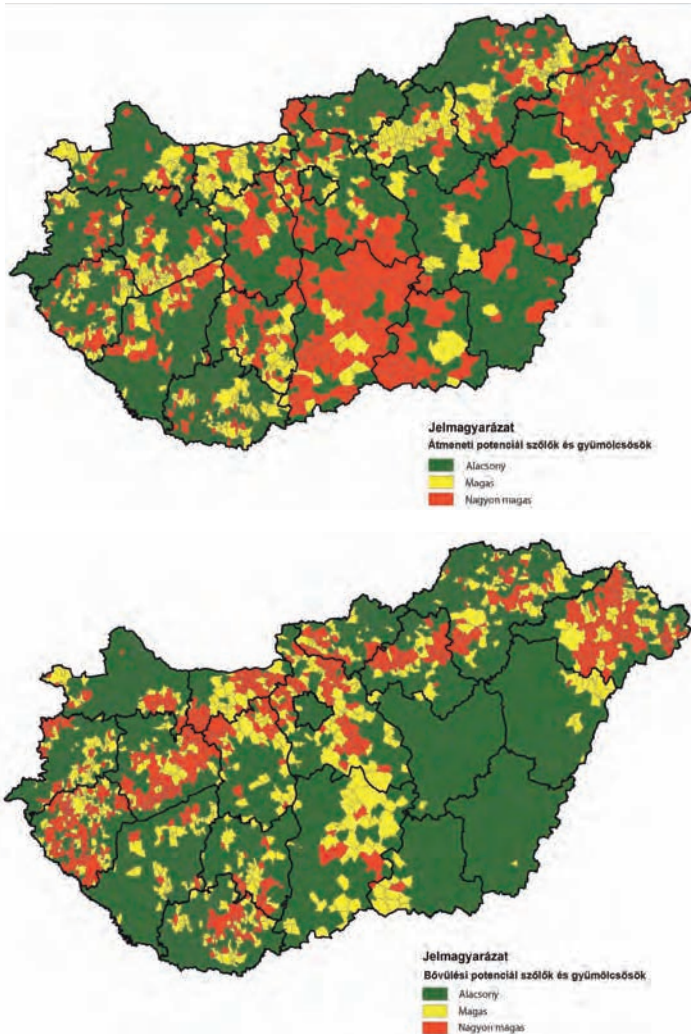 Jelmagyarázat
Átmeneti potenciál szőlők és gyümölcsösök
Alacsony
Magas
Nagyon magas
Jelmagyarázat
Bővülési potenciál szőlők és gyümölcsösök
Alacsony
Magas
Nagyon magas